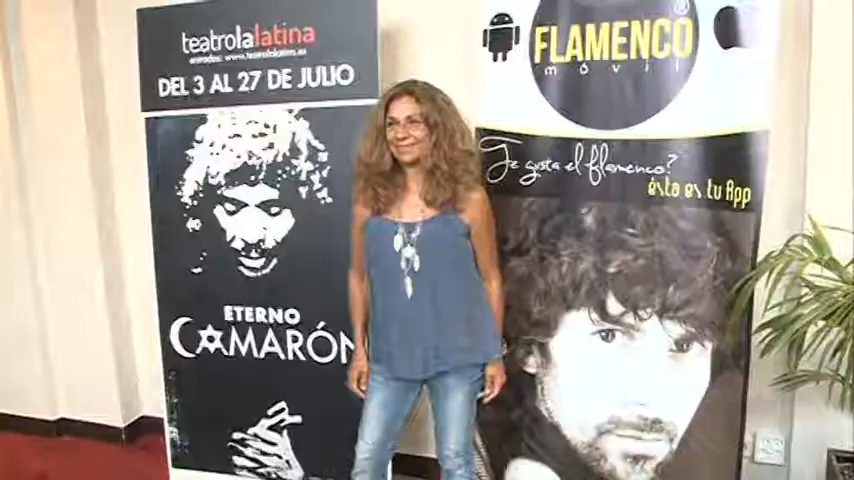 teatrolalatina
entradas: www.teatrolalatina.es
DEL 3 AL 27 DE JULIO
ETERNO
CAMARÓN
FLAMENCO
móvil
®
Te gusta el flamenco?
ésta es tu App